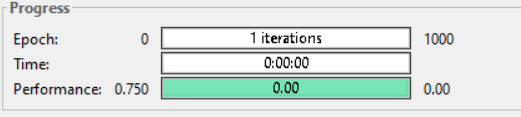 Progress
Epoch: 0 1 iterations 1000
Time: 0:00:00
Performance: 0.750 0.00 0.00